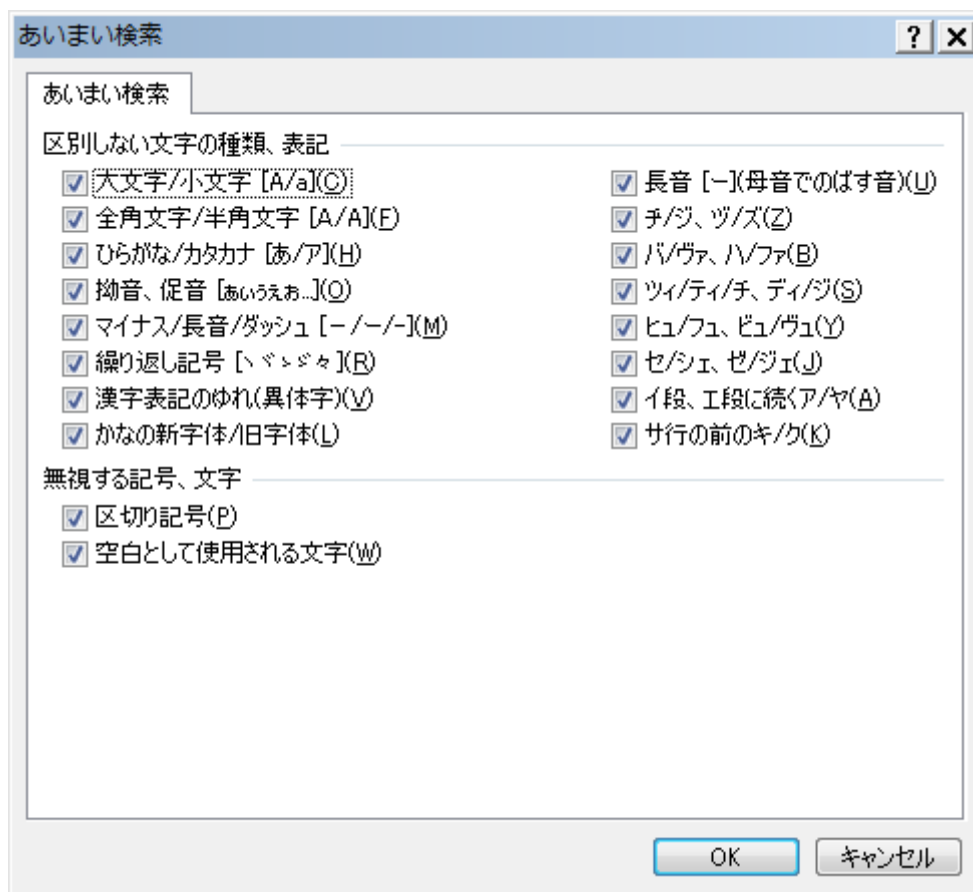 あいまい検索
あいまい検索
区別しない文字の種類、表記
大文字/小文字 [A/a](C)
全角文字/半角文字 [A/A](F)
ひらがな/カタカナ [あ/ア](H)
拗音、促音 [ぁぃぅぇぉ...](O)
マイナス/長音/ダッシュ [－/ー/-](M)
繰り返し記号 [ヽヾゝゞ々](R)
漢字表記のゆれ(異体字)(V)
かなの新字体/旧字体(L)
長音 [ー](母音でのばす音)(U)
ヂ/ジ、ヅ/ズ(Z)
バ/ヴァ、ハ/ファ(B)
ツィ/ティ/チ、ディ/ジ(S)
ヒュ/フュ、ビュ/ヴュ(Y)
セ/シェ、ゼ/ジェ(J)
イ段、エ段に続くア/ヤ(A)
サ行の前のキ/ク(K)
無視する記号、文字
区切り記号(P)
空白として使用される文字(W)
OK
キャンセル